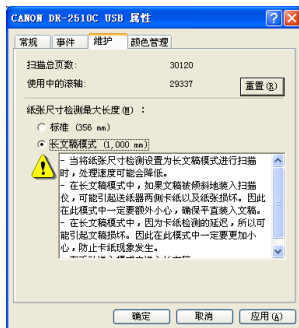 CANON DR-2510C USB 属性
常规 事件 维护 颜色管理
扫描总页数: 30120
使用中的滚轴: 29337 重置(R)
纸张尺寸检测最大长度(M) :
标准 (356 mm)
长文稿模式 (1,000 mm)
- 当将纸张尺寸检测设置为长文稿模式进行扫描
时，处理速度可能会降低。
- 在长文稿模式中，如果文稿被倾斜地装入扫描
仪，可能引起送纸器两侧卡纸以及纸张损坏。因此
在此模式中一定要额外小心，确保平直装入文稿。
- 在长文稿模式中，因为卡纸检测的延迟，所以可
能引起文稿损坏。因此在此模式中一定要更加小
心，防止卡纸现象发生。
确定 取消 应用(A)